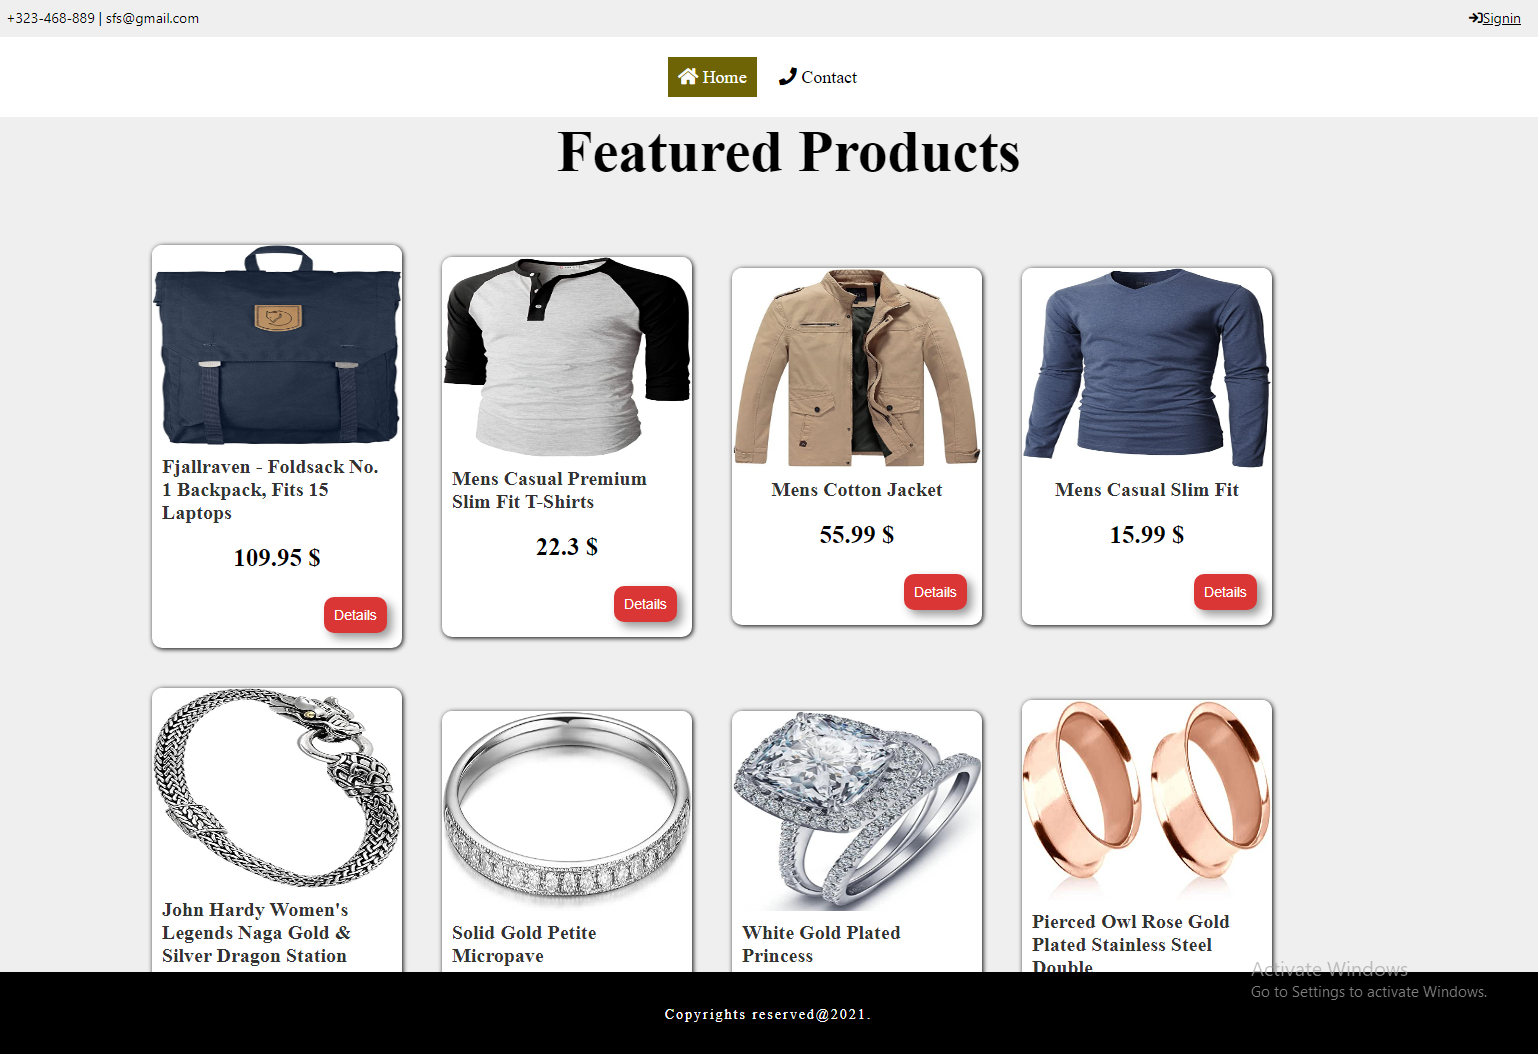 +323-468-889 | sfs@gmail.com
Signin
Home
Contact
Featured Products
Fjallraven - Foldsack No.
1 Backpack, Fits 15
Laptops
109.95 $
Details
Mens Casual Premium
Slim Fit T-Shirts
22.3 $
Details
Mens Cotton Jacket
55.99 $
Details
Mens Casual Slim Fit
15.99 $
Details
John Hardy Women's
Legends Naga Gold &
Silver Dragon Station
Solid Gold Petite
Micropave
White Gold Plated
Princess
Pierced Owl Rose Gold
Plated Stainless Steel
Double
Activate Windows
Go to Settings to activate Windows.
Copyrights reserved@2021.